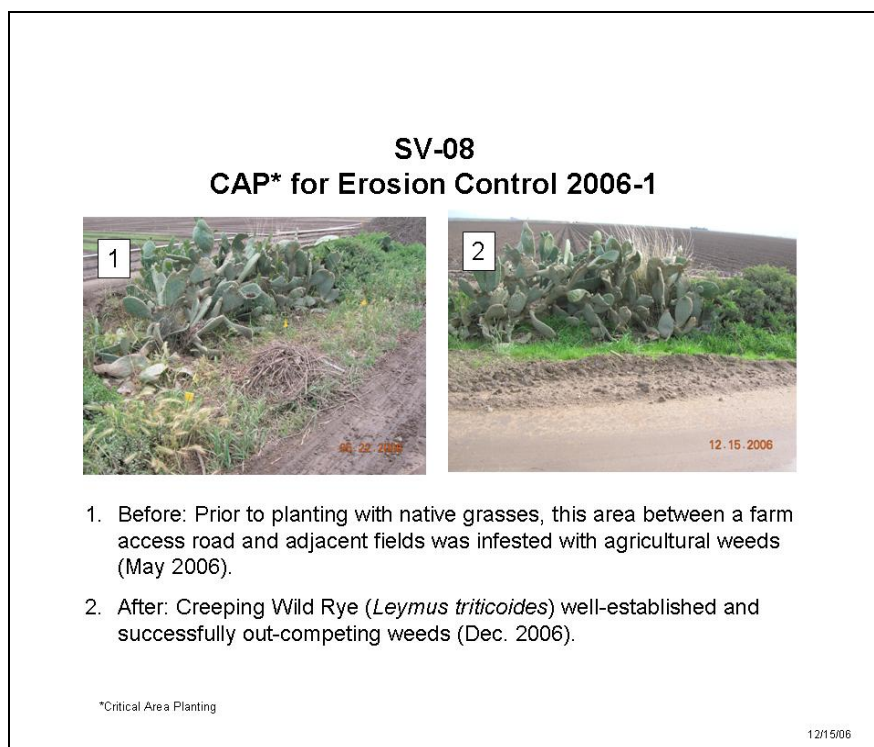 SV-08
CAP* for Erosion Control 2006-1
1
2
05 22 2006
12.15.2006
1. Before: Prior to planting with native grasses, this area between a farm
access road and adjacent fields was infested with agricultural weeds
(May 2006).
2. After: Creeping Wild Rye (Leymus triticoides) well-established and
successfully out-competing weeds (Dec. 2006).
*Critical Area Planting
12/15/06